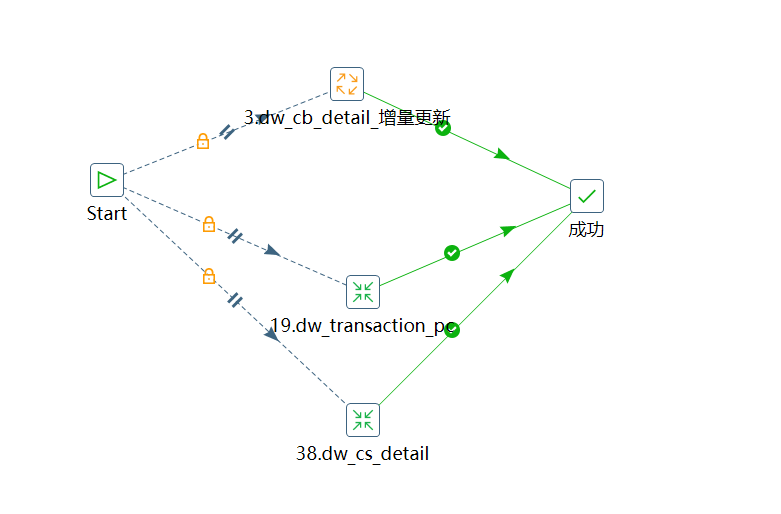 3.dw_cb_detail_增量更新
Start
成功
19.dw_transaction_pc
38.dw_cs_detail